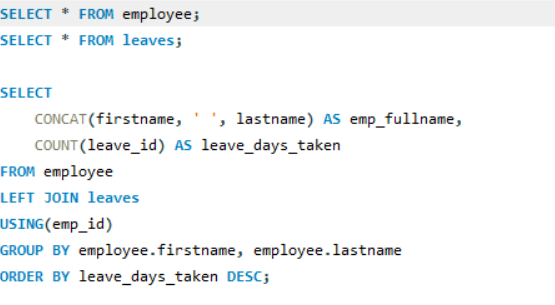 SELECT * FROM employee;
SELECT * FROM leaves;

SELECT
    CONCAT(firstname, ' ', lastname) AS emp_fullname,
    COUNT(leave_id) AS leave_days_taken
FROM employee
LEFT JOIN leaves
USING(emp_id)
GROUP BY employee.firstname, employee.lastname
ORDER BY leave_days_taken DESC;